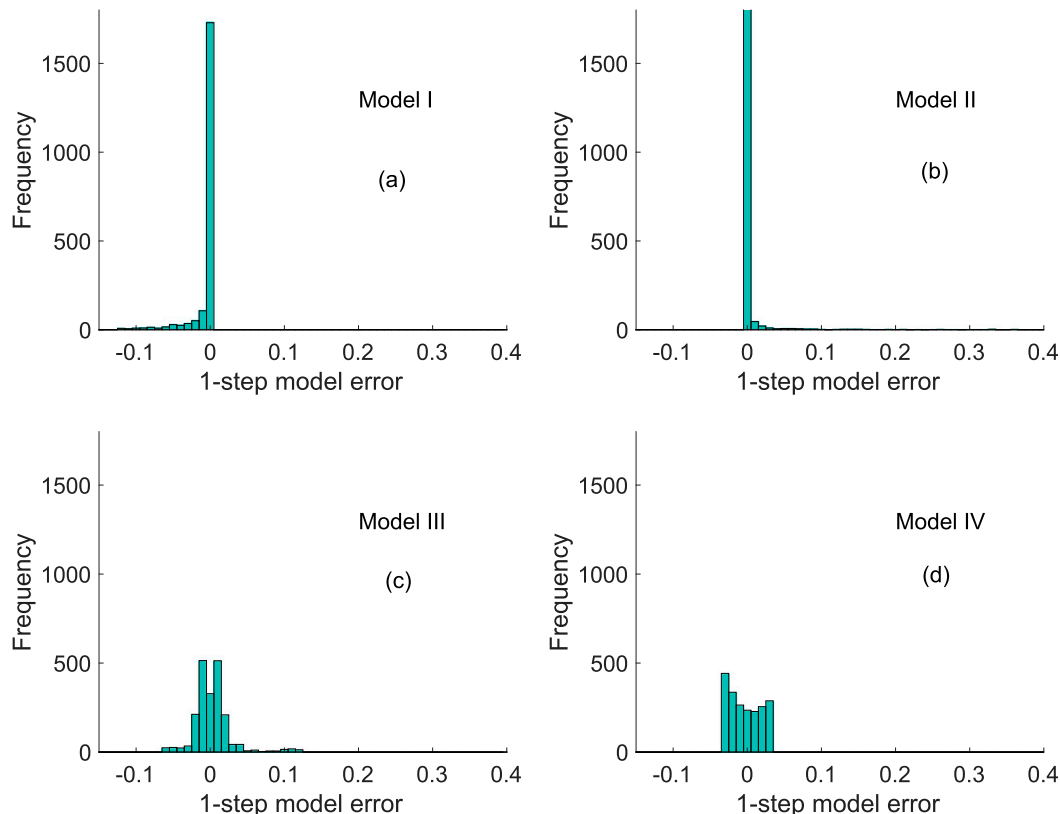 1500
1000
500
0
Frequency
Model I
(a)
-0.1 0 0.1 0.2 0.3 0.4
1-step model error
1500
1000
500
0
Frequency
Model II
(b)
-0.1 0 0.1 0.2 0.3 0.4
1-step model error
1500
1000
500
0
Frequency
Model III
(c)
-0.1 0 0.1 0.2 0.3 0.4
1-step model error
1500
1000
500
0
Frequency
Model IV
(d)
-0.1 0 0.1 0.2 0.3 0.4
1-step model error